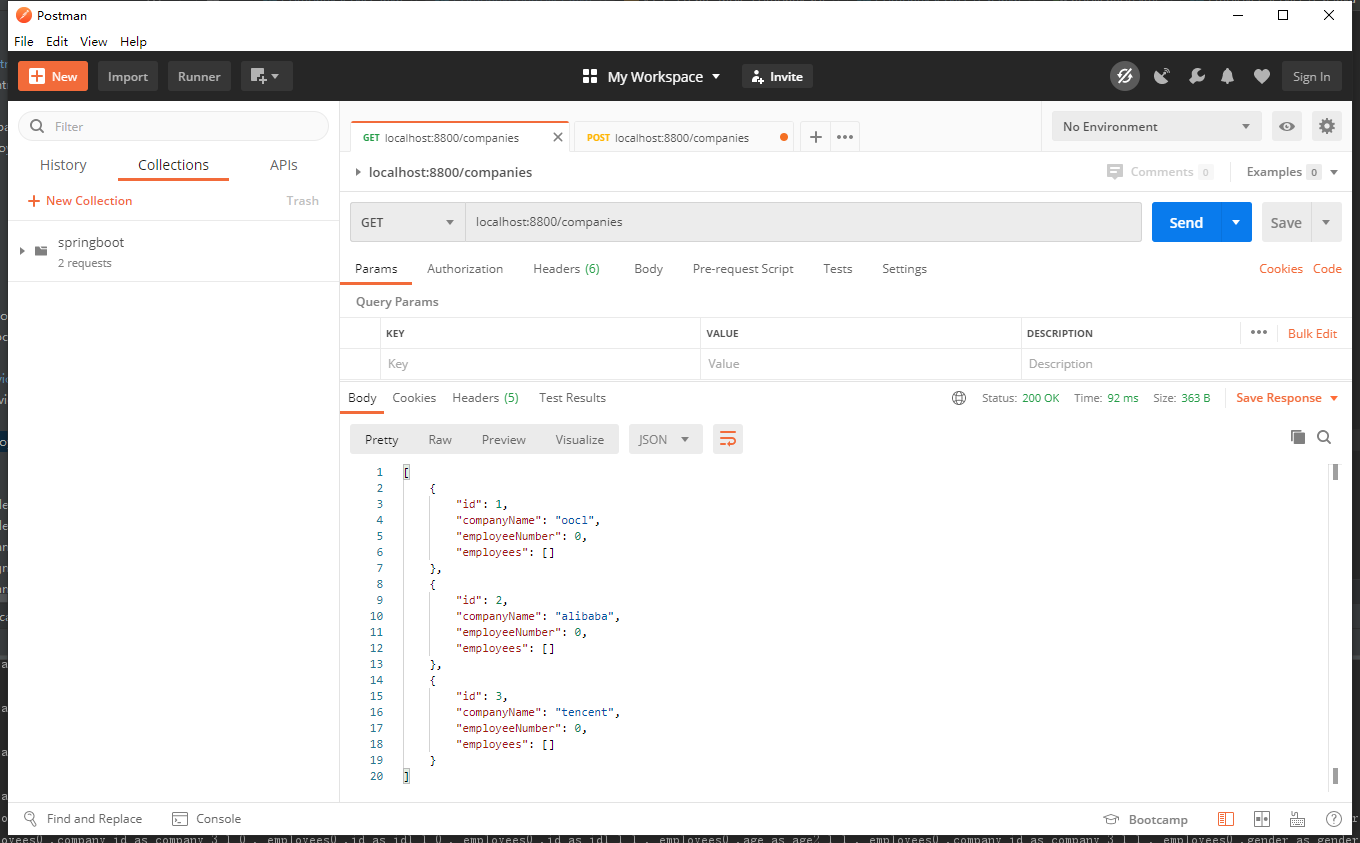 Postman
File Edit View Help
New Import Runner My Workspace Invite Sign In
Filter
History Collections APIs
New Collection Trash
springboot
2 requests
GET localhost:8800/companies POST localhost:8800/companies No Environment
localhost:8800/companies Comments 0 Examples 0
GET localhost:8800/companies Send Save
Params Authorization Headers (6) Body Pre-request Script Tests Settings Cookies Code
Query Params
KEY VALUE DESCRIPTION Bulk Edit
Key Value Description
Body Cookies Headers (5) Test Results Status: 200 OK Time: 92 ms Size: 363 B Save Response
Pretty Raw Preview Visualize JSON
1 [
2 {
3 "id": 1,
4 "companyName": "oocl",
5 "employeeNumber": 0,
6 "employees": []
7 },
8 {
9 "id": 2,
10 "companyName": "alibaba",
11 "employeeNumber": 0,
12 "employees": []
13 },
14 {
15 "id": 3,
16 "companyName": "tencent",
17 "employeeNumber": 0,
18 "employees": []
19 }
20 ]
Find and Replace Console Bootcamp